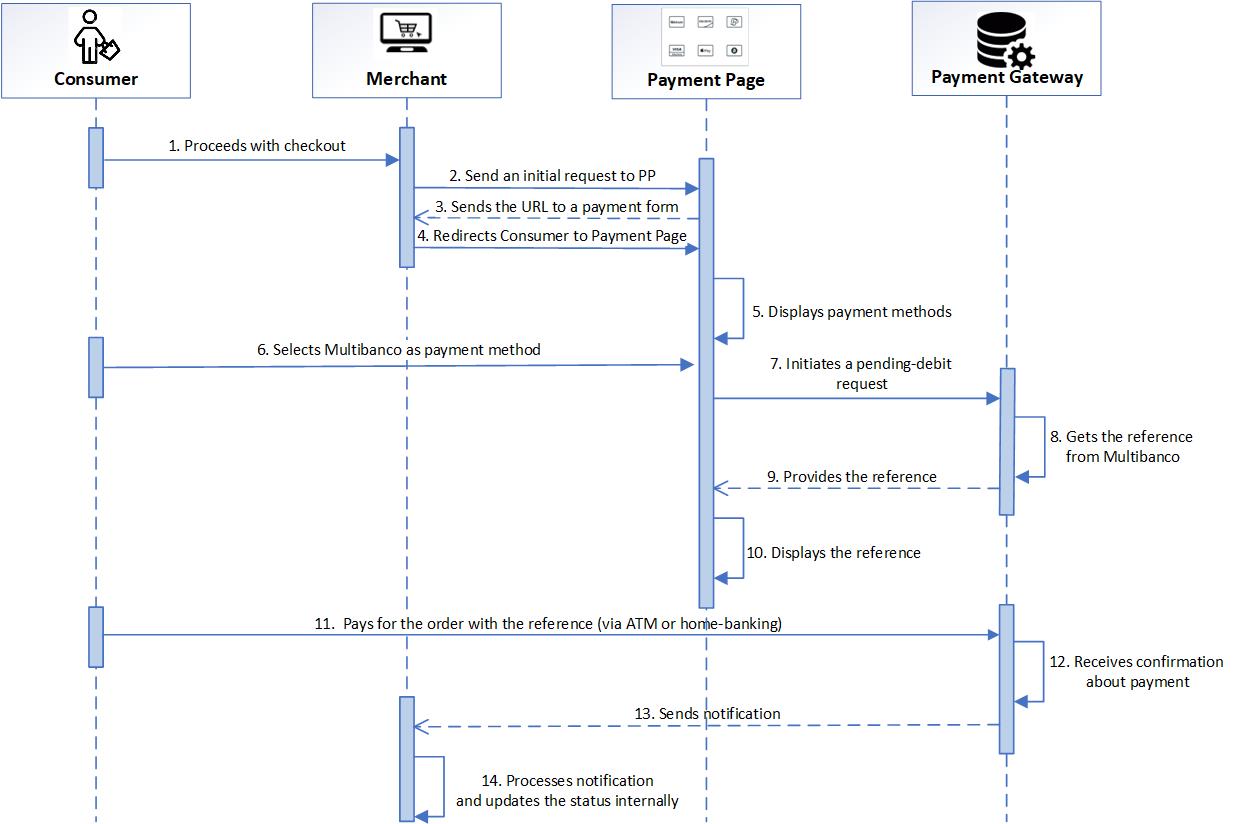 Consumer
Merchant
Payment Page
Payment Gateway
VISA
Pay
1. Proceeds with checkout
2. Send an initial request to PP
3. Sends the URL to a payment form
4. Redirects Consumer to Payment Page
5. Displays payment methods
6. Selects Multibanco as payment method
7. Initiates a pending-debit
request
8. Gets the reference
from Multibanco
9. Provides the reference
10. Displays the reference
11. Pays for the order with the reference (via ATM or home-banking)
12. Receives confirmation
about payment
13. Sends notification
14. Processes notification
and updates the status internally